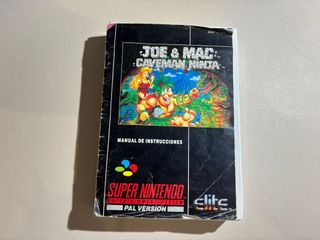 JOE & MAC
CAVEMAN NINJA
MANUAL DE INSTRUCCIONES
SUPER NINTENDO
ENTERTAINMENT SYSTEM
PAL VERSION
elite